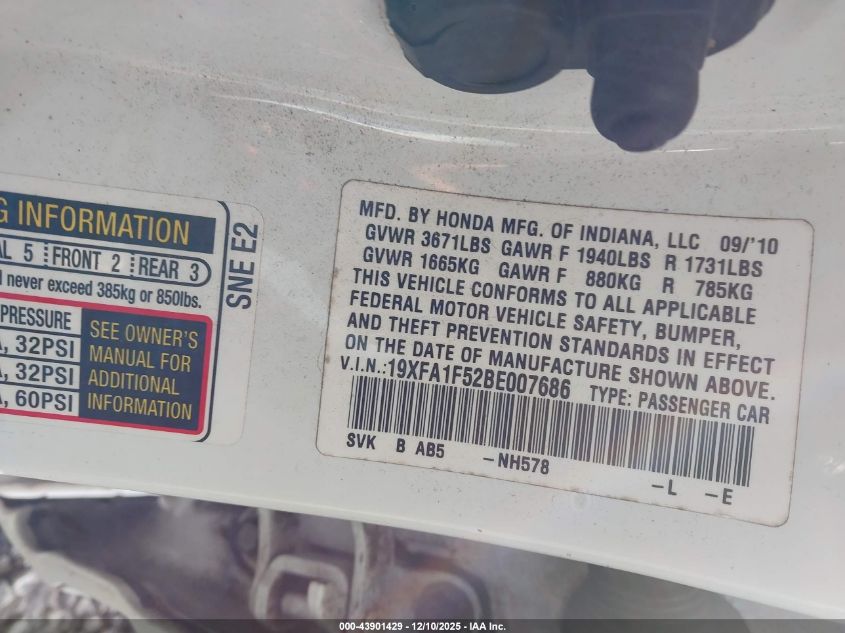 G INFORMATION
AL 5 FRONT 2 REAR 3
never exceed 385kg or 850lbs.
PRESSURE
, 32PSI
, 32PSI
, 60PSI
SEE OWNER'S
MANUAL FOR
ADDITIONAL
INFORMATION
SNE E2
MFD. BY HONDA MFG. OF INDIANA, LLC 09/'10
GVWR 3671LBS GAWR F 1940LBS R 1731LBS
GVWR 1665KG GAWR F 880KG R 785KG
THIS VEHICLE CONFORMS TO ALL APPLICABLE
FEDERAL MOTOR VEHICLE SAFETY, BUMPER,
AND THEFT PREVENTION STANDARDS IN EFFECT
ON THE DATE OF MANUFACTURE SHOWN ABOVE.
V.I.N.:19XFA1F52BE007686 TYPE: PASSENGER CAR
SVK B AB5 -NH578 -L -E
000-43901429 - 12/10/2025 - IAA Inc.